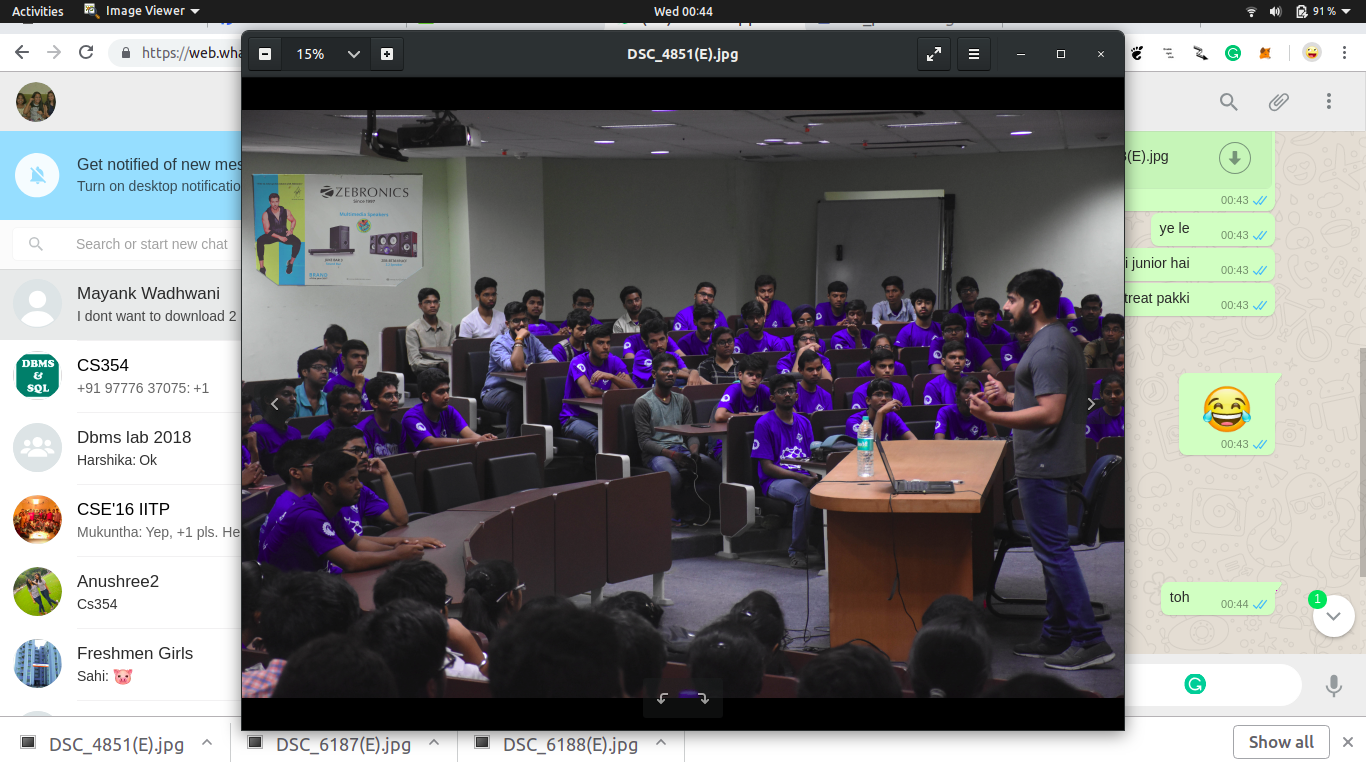 Activities
Image Viewer
Wed 00:44
91%
15%
DSC_4851(E).jpg
https://web.wha
Get notified of new mes
Turn on desktop notificatio
Search or start new chat
Mayank Wadhwani
I dont want to download 2
DBMS
&
SQL
CS354
+91 97776 37075: +1
Dbms lab 2018
Harshika: Ok
CSE'16 IITP
Mukuntha: Yep, +1 pls. He
Anushree2
Cs354
Freshmen Girls
Sahi: 🐷
ZEBRONICS
Since 1997
Multimedia Speakers
(E).jpg
00:43
ye le
00:43
i junior hai
00:43
treat pakki
00:43
😂
00:43
toh
00:44
1
DSC_4851(E).jpg
DSC_6187(E).jpg
DSC_6188(E).jpg
Show all